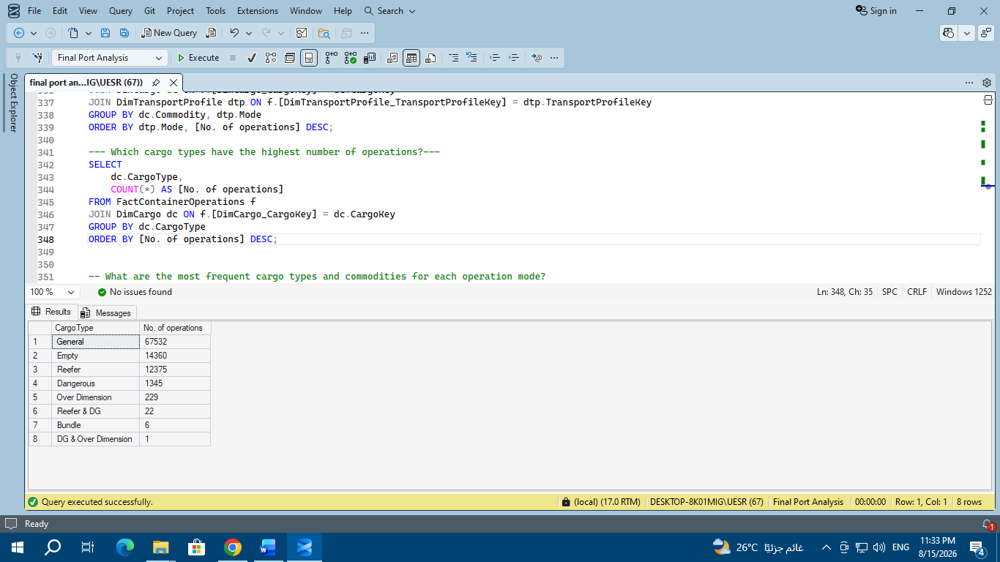 File Edit View Query Git Project Tools Extensions Window Help Search Sign in
New Query
Final Port Analysis Execute
Object Explorer
final port an...IG\UESR (67))
337 JOIN DimTransportProfile dtp ON f.[DimTransportProfile_TransportProfileKey] = dtp.TransportProfileKey
338 GROUP BY dc.Commodity, dtp.Mode
339 ORDER BY dtp.Mode, [No. of operations] DESC;
340
341 --- Which cargo types have the highest number of operations?---
342 SELECT
343 dc.CargoType,
344 COUNT(*) AS [No. of operations]
345 FROM FactContainerOperations f
346 JOIN DimCargo dc ON f.[DimCargo_CargoKey] = dc.CargoKey
347 GROUP BY dc.CargoType
348 ORDER BY [No. of operations] DESC;
349
350
351 -- What are the most frequent cargo types and commodities for each operation mode?
100 % No issues found Ln: 348, Ch: 35 SPC CRLF Windows 1252
Results Messages
CargoType No. of operations
1 General 67532
2 Empty 14360
3 Reefer 12375
4 Dangerous 1345
5 Over Dimension 229
6 Reefer & DG 22
7 Bundle 6
8 DG & Over Dimension 1
Query executed successfully. (local) (17.0 RTM) DESKTOP-8K01MIG\UESR (67) Final Port Analysis 00:00:00 Row: 1, Col: 1 8 rows
Ready 1
26°C غائم جزئيًا ENG 11:33 PM
8/15/2026 4